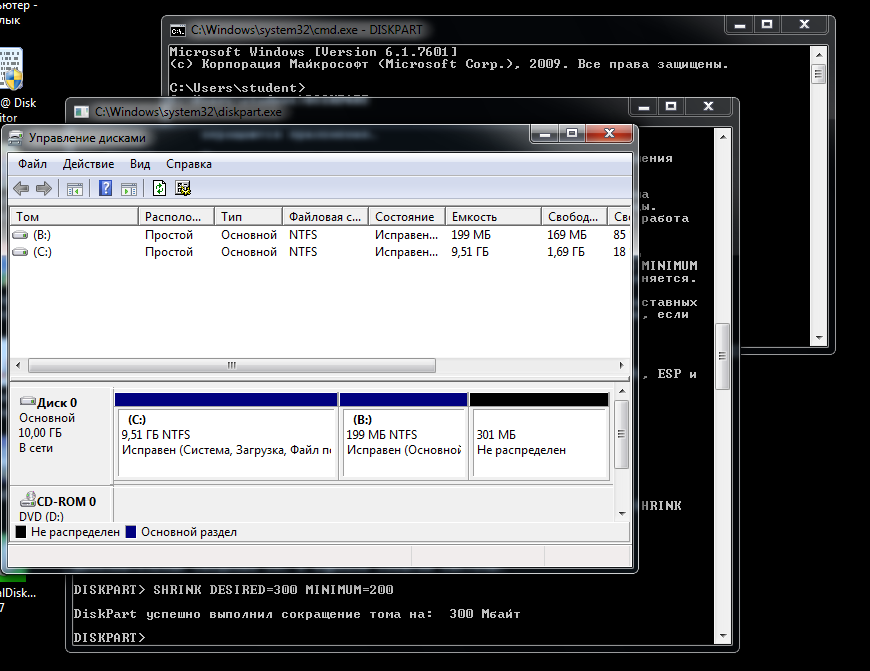 ьютер -
лык
@ Disk
itor
C:\Windows\system32\cmd.exe - DISKPART
Microsoft Windows [Version 6.1.7601]
(c) Корпорация Майкрософт (Microsoft Corp.), 2009. Все права защищены.
C:\Users\student>
C:\Windows\system32\diskpart.exe
ения
ы.
работа
MINIMUM
няется.
ставных
, если
, ESP и
HRINK
Управление дисками
Файл Действие Вид Справка
Том Располо... Тип Файловая с... Состояние Емкость Свобод... Сво
(B:) Простой Основной NTFS Исправен... 199 МБ 169 МБ 85
(C:) Простой Основной NTFS Исправен... 9,51 ГБ 1,69 ГБ 18
Диск 0
Основной
10,00 ГБ
В сети
(C:)
9,51 ГБ NTFS
Исправен (Система, Загрузка, Файл по
(B:)
199 МБ NTFS
Исправен (Основной
301 МБ
Не распределен
CD-ROM 0
DVD (D:)
Не распределен Основной раздел
lDisk...
7
DISKPART> SHRINK DESIRED=300 MINIMUM=200
DiskPart успешно выполнил сокращение тома на: 300 Мбайт
DISKPART>